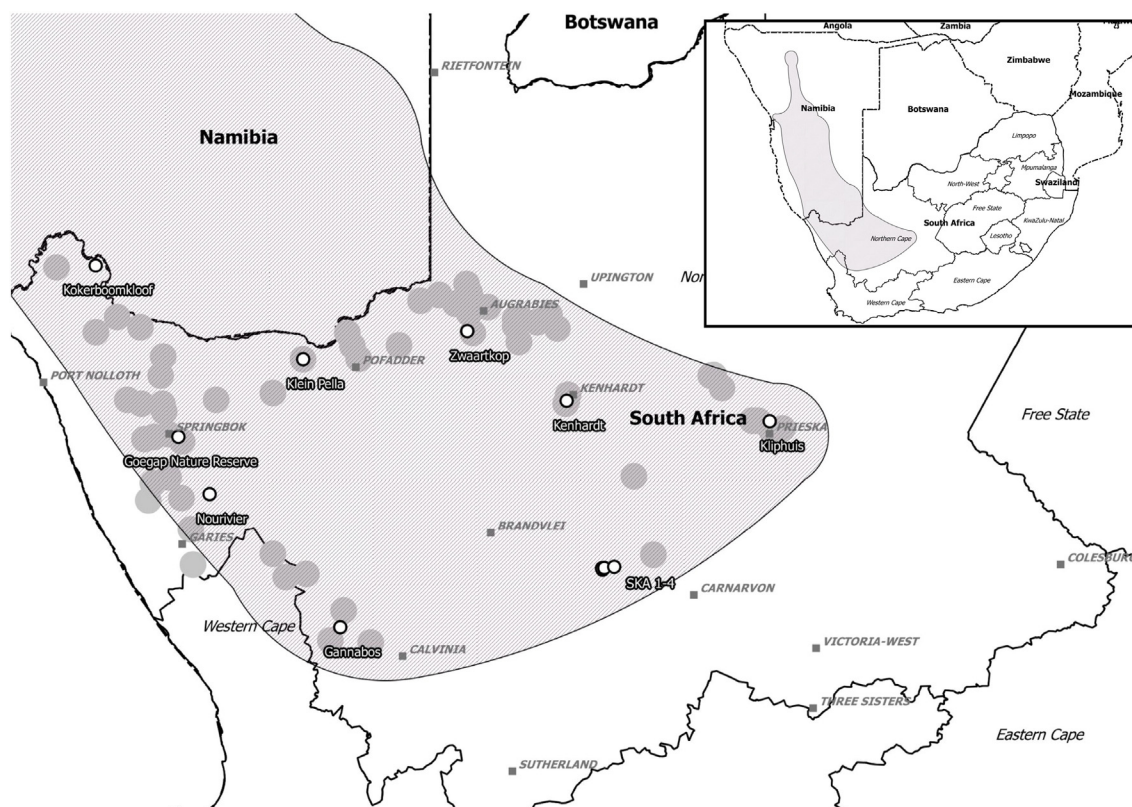 Botswana
RIETFONTEIN
Namibia
Kokerboomkloof
UPINGTON
AUGRABIES
Zwaartkop
PORT NOLLOTH
Klein Pella
POFADDER
KENHARDT
Kenhardt
South Africa
PRIESKA
Kliphuis
Free State
SPRINGBOK
Goegap Nature Reserve
Nourivier
GARIES
BRANDVLEI
SKA 1-4
CARNARVON
COLESBURG
Western Cape
Gannabos
CALVINIA
VICTORIA-WEST
THREE SISTERS
Eastern Cape
SUTHERLAND
Angola
Zambia
Zimbabwe
Mozambique
Namibia
Botswana
Limpopo
Mpumalanga
North-West
Swaziland
Free State
KwaZulu-Natal
South Africa
Lesotho
Northern Cape
Eastern Cape
Western Cape